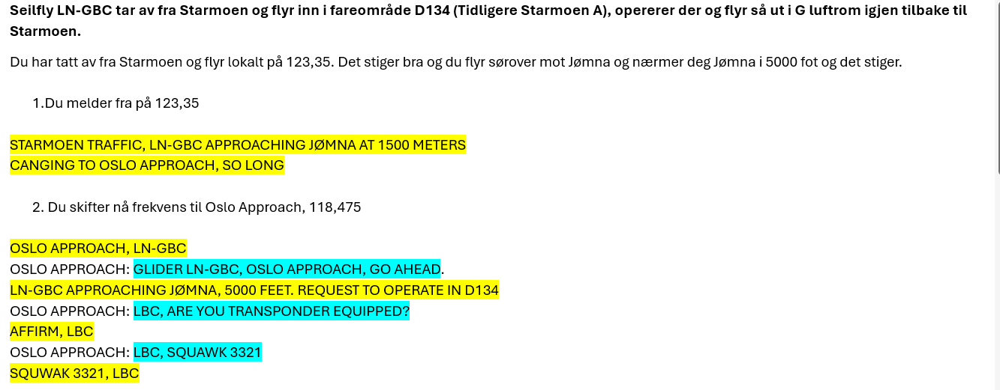 Seilfly LN-GBC tar av fra Starmoen og flyr inn i fareområde D134 (Tidligere Starmoen A), opererer der og flyr så ut i G luftrom igjen tilbake til
Starmoen.
Du har tatt av fra Starmoen og flyr lokalt på 123,35. Det stiger bra og du flyr sørover mot Jømna og nærmer deg Jømna i 5000 fot og det stiger.
1.Du melder fra på 123,35
STARMOEN TRAFFIC, LN-GBC APPROACHING JØMNA AT 1500 METERS
CANGING TO OSLO APPROACH, SO LONG
2. Du skifter nå frekvens til Oslo Approach, 118,475
OSLO APPROACH, LN-GBC
OSLO APPROACH: GLIDER LN-GBC, OSLO APPROACH, GO AHEAD.
LN-GBC APPROACHING JØMNA, 5000 FEET. REQUEST TO OPERATE IN D134
OSLO APPROACH: LBC, ARE YOU TRANSPONDER EQUIPPED?
AFFIRM, LBC
OSLO APPROACH: LBC, SQUAWK 3321
SQUWAK 3321, LBC